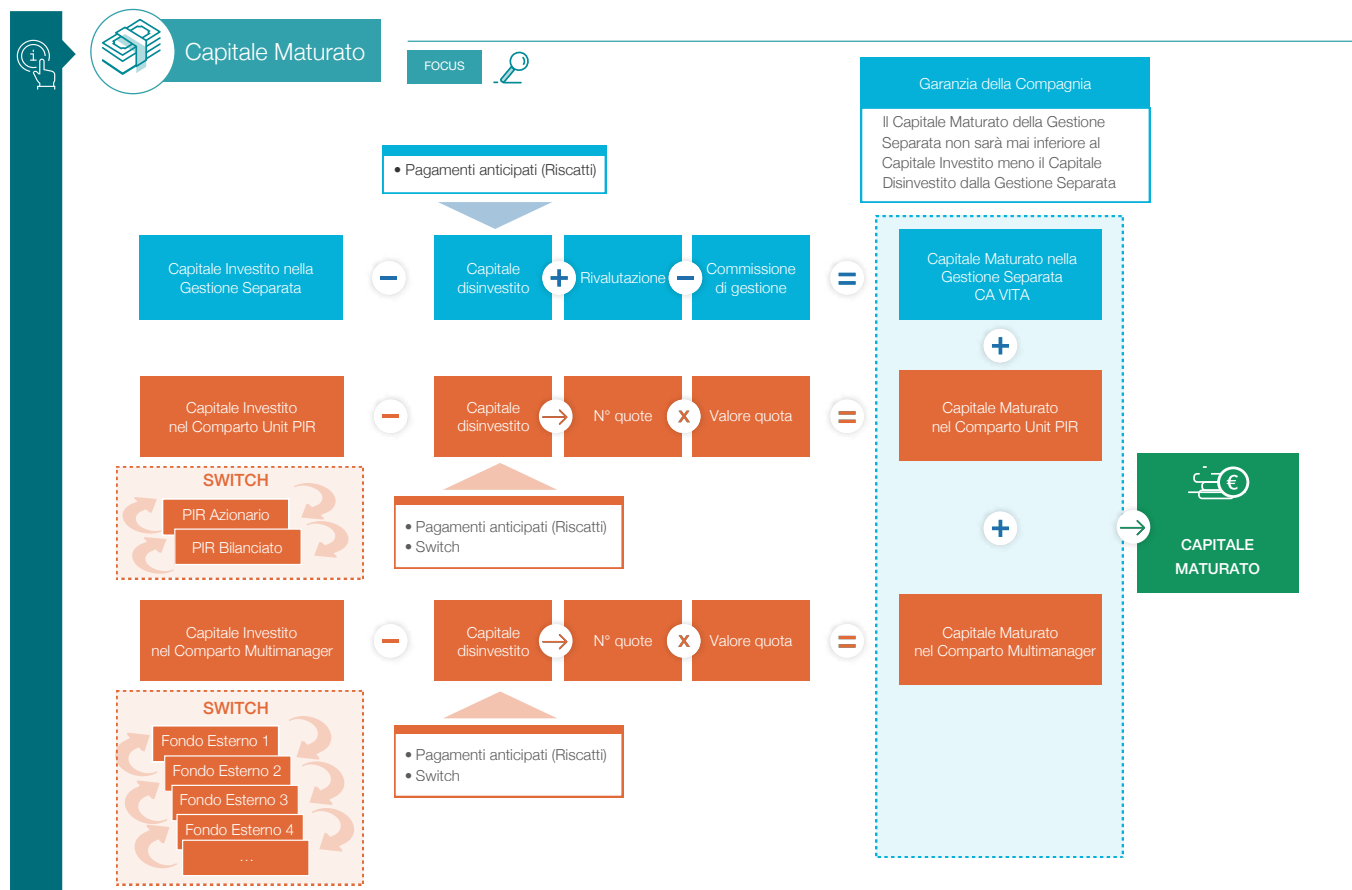 Capitale Maturato
FOCUS
Garanzia della Compagnia
Il Capitale Maturato della Gestione
Separata non sarà mai inferiore al
Capitale Investito meno il Capitale
Disinvestito dalla Gestione Separata
• Pagamenti anticipati (Riscatti)
Capitale Investito nella
Gestione Separata
−
Capitale
disinvestito
+
Rivalutazione
−
Commissione
di gestione
=
Capitale Maturato nella
Gestione Separata
CA VITA
+
Capitale Investito
nel Comparto Unit PIR
−
Capitale
disinvestito
→
N° quote
x
Valore quota
=
Capitale Maturato
nel Comparto Unit PIR
SWITCH
PIR Azionario
PIR Bilanciato
• Pagamenti anticipati (Riscatti)
• Switch
+
→
€
CAPITALE
MATURATO
Capitale Investito
nel Comparto Multimanager
−
Capitale
disinvestito
→
N° quote
x
Valore quota
=
Capitale Maturato
nel Comparto Multimanager
SWITCH
Fondo Esterno 1
Fondo Esterno 2
Fondo Esterno 3
Fondo Esterno 4
…
• Pagamenti anticipati (Riscatti)
• Switch